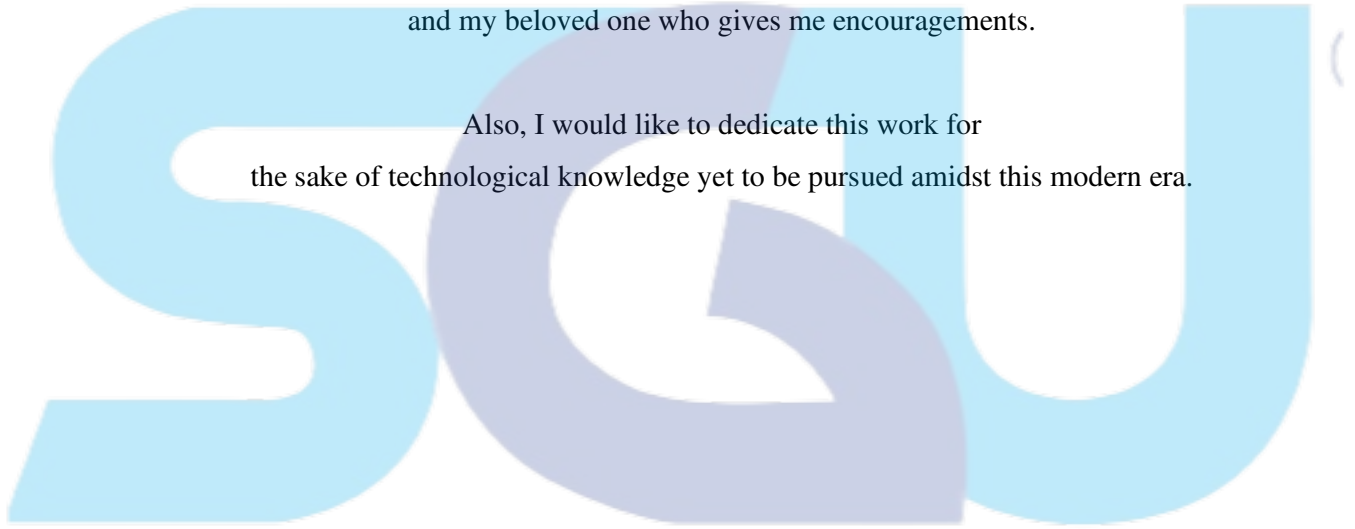 and my beloved one who gives me encouragements.
Also, I would like to dedicate this work for
the sake of technological knowledge yet to be pursued amidst this modern era.
SGU